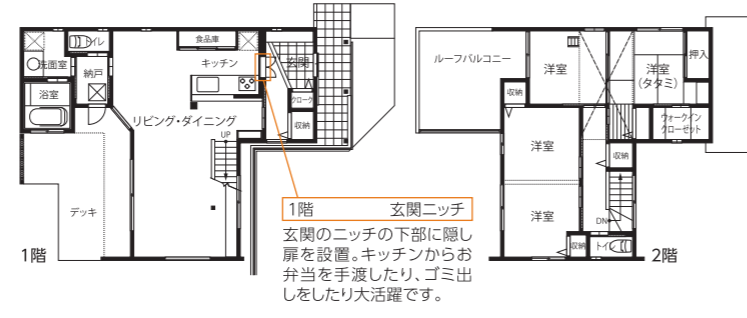 食品庫
トイレ
洗面室
納戸
キッチン
玄関
浴室
クローク
リビング・ダイニング
収納
UP
デッキ
1階
1階 玄関ニッチ
玄関のニッチの下部に隠し
扉を設置。キッチンからお
弁当を手渡したり、ゴミ出
しをしたり大活躍です。
ルーフバルコニー
洋室
洋室
(タタミ)
押入
収納
ウォークイン
クローゼット
洋室
収納
洋室
DN
収納
トイレ
2階